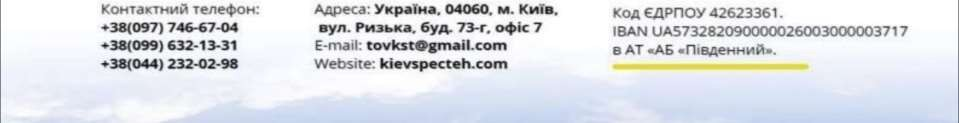 Контактний телефон:
+38(097) 746-67-04
+38(099) 632-13-31
+38(044) 232-02-98
Адреса: Україна, 04060, м. Київ,
вул. Ризька, буд. 73-г, офіс 7
E-mail: tovkst@gmail.com
Website: kievspecteh.com
Код ЄДРПОУ 42623361.
IBAN UA573282090000026003000003717
в АТ «АБ «Південний».